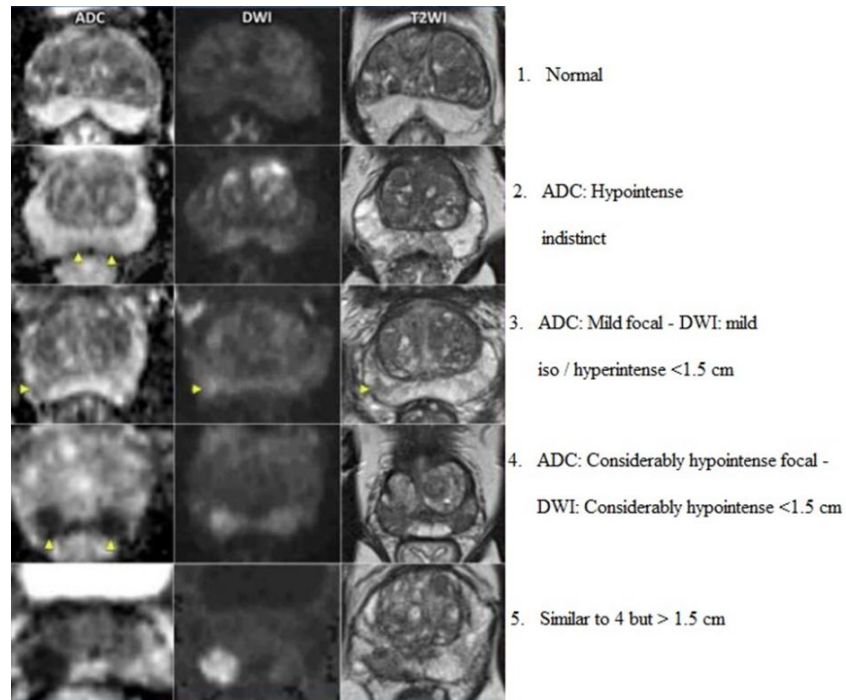 ADC DWI T2WI
1. Normal
2. ADC: Hypointense
indistinct
3. ADC: Mild focal - DWI: mild
iso / hyperintense <1.5 cm
4. ADC: Considerably hypointense focal -
DWI: Considerably hypointense <1.5 cm
5. Similar to 4 but > 1.5 cm